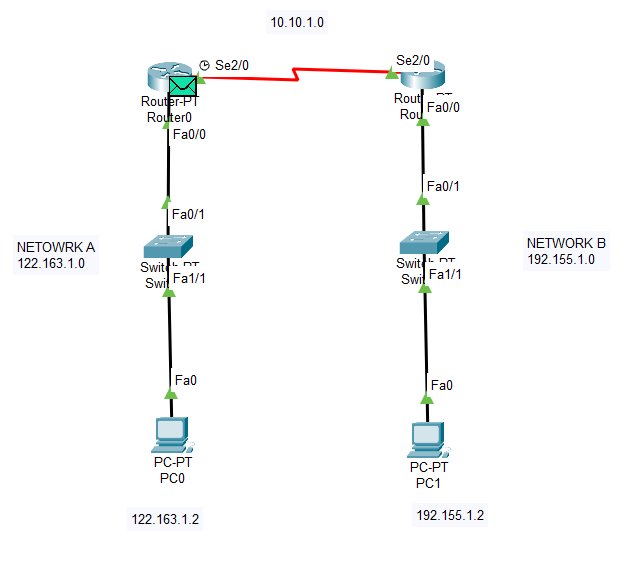 10.10.1.0
Se2/0
Se2/0
Router-PT
Router0
Fa0/0
Fa0/0
Fa0/1
Fa0/1
NETOWRK A
122.163.1.0
NETWORK B
192.155.1.0
Fa1/1
Fa1/1
Fa0
Fa0
PC-PT
PC0
PC-PT
PC1
122.163.1.2
192.155.1.2